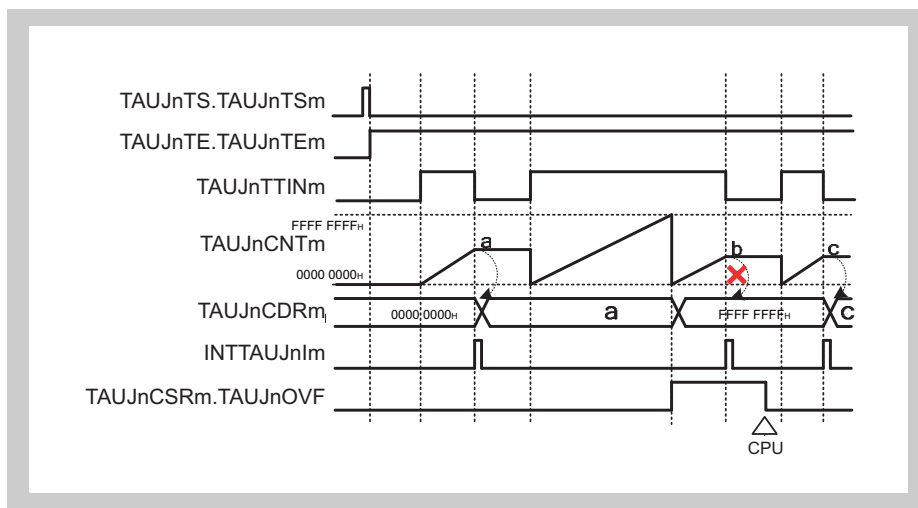 TAUJnTS.TAUJnTSm
TAUJnTE.TAUJnTEm
TAUJnTTINm
FFFF FFFFH
TAUJnCNTm
a
b
c
0000 0000H
TAUJnCDRm
0000 0000H
a
FFFF FFFFH
c
INTTAUJnIm
TAUJnCSRm.TAUJnOVF
CPU